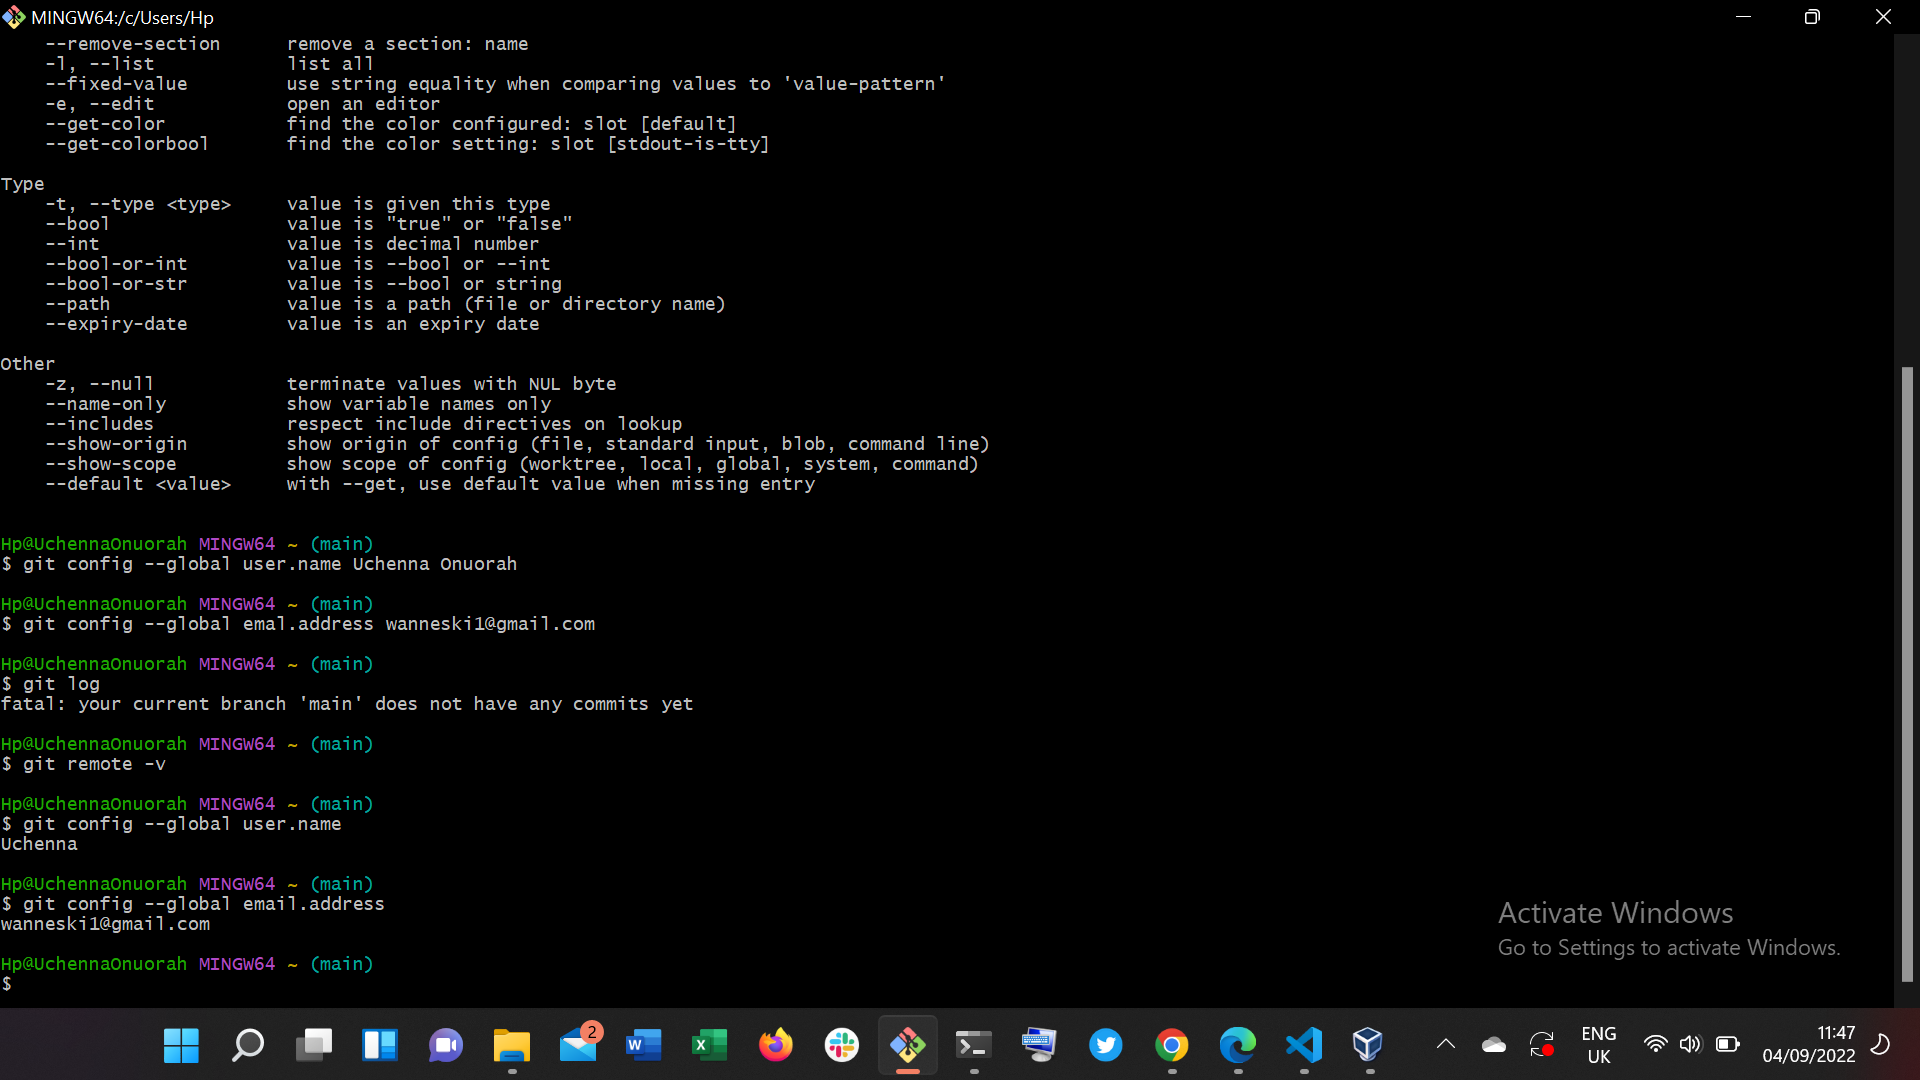 MINGW64:/c/Users/Hp
--remove-section remove a section: name
-l, --list list all
--fixed-value use string equality when comparing values to 'value-pattern'
-e, --edit open an editor
--get-color find the color configured: slot [default]
--get-colorbool find the color setting: slot [stdout-is-tty]
Type
-t, --type <type> value is given this type
--bool value is "true" or "false"
--int value is decimal number
--bool-or-int value is --bool or --int
--bool-or-str value is --bool or string
--path value is a path (file or directory name)
--expiry-date value is an expiry date
Other
-z, --null terminate values with NUL byte
--name-only show variable names only
--includes respect include directives on lookup
--show-origin show origin of config (file, standard input, blob, command line)
--show-scope show scope of config (worktree, local, global, system, command)
--default <value> with --get, use default value when missing entry
Hp@UchennaOnuorah MINGW64 ~ (main)
$ git config --global user.name Uchenna Onuorah
Hp@UchennaOnuorah MINGW64 ~ (main)
$ git config --global emal.address wanneski1@gmail.com
Hp@UchennaOnuorah MINGW64 ~ (main)
$ git log
fatal: your current branch 'main' does not have any commits yet
Hp@UchennaOnuorah MINGW64 ~ (main)
$ git remote -v
Hp@UchennaOnuorah MINGW64 ~ (main)
$ git config --global user.name
Uchenna
Hp@UchennaOnuorah MINGW64 ~ (main)
$ git config --global email.address
wanneski1@gmail.com
Hp@UchennaOnuorah MINGW64 ~ (main)
$
Activate Windows
Go to Settings to activate Windows.
2
ENG
UK
11:47
04/09/2022